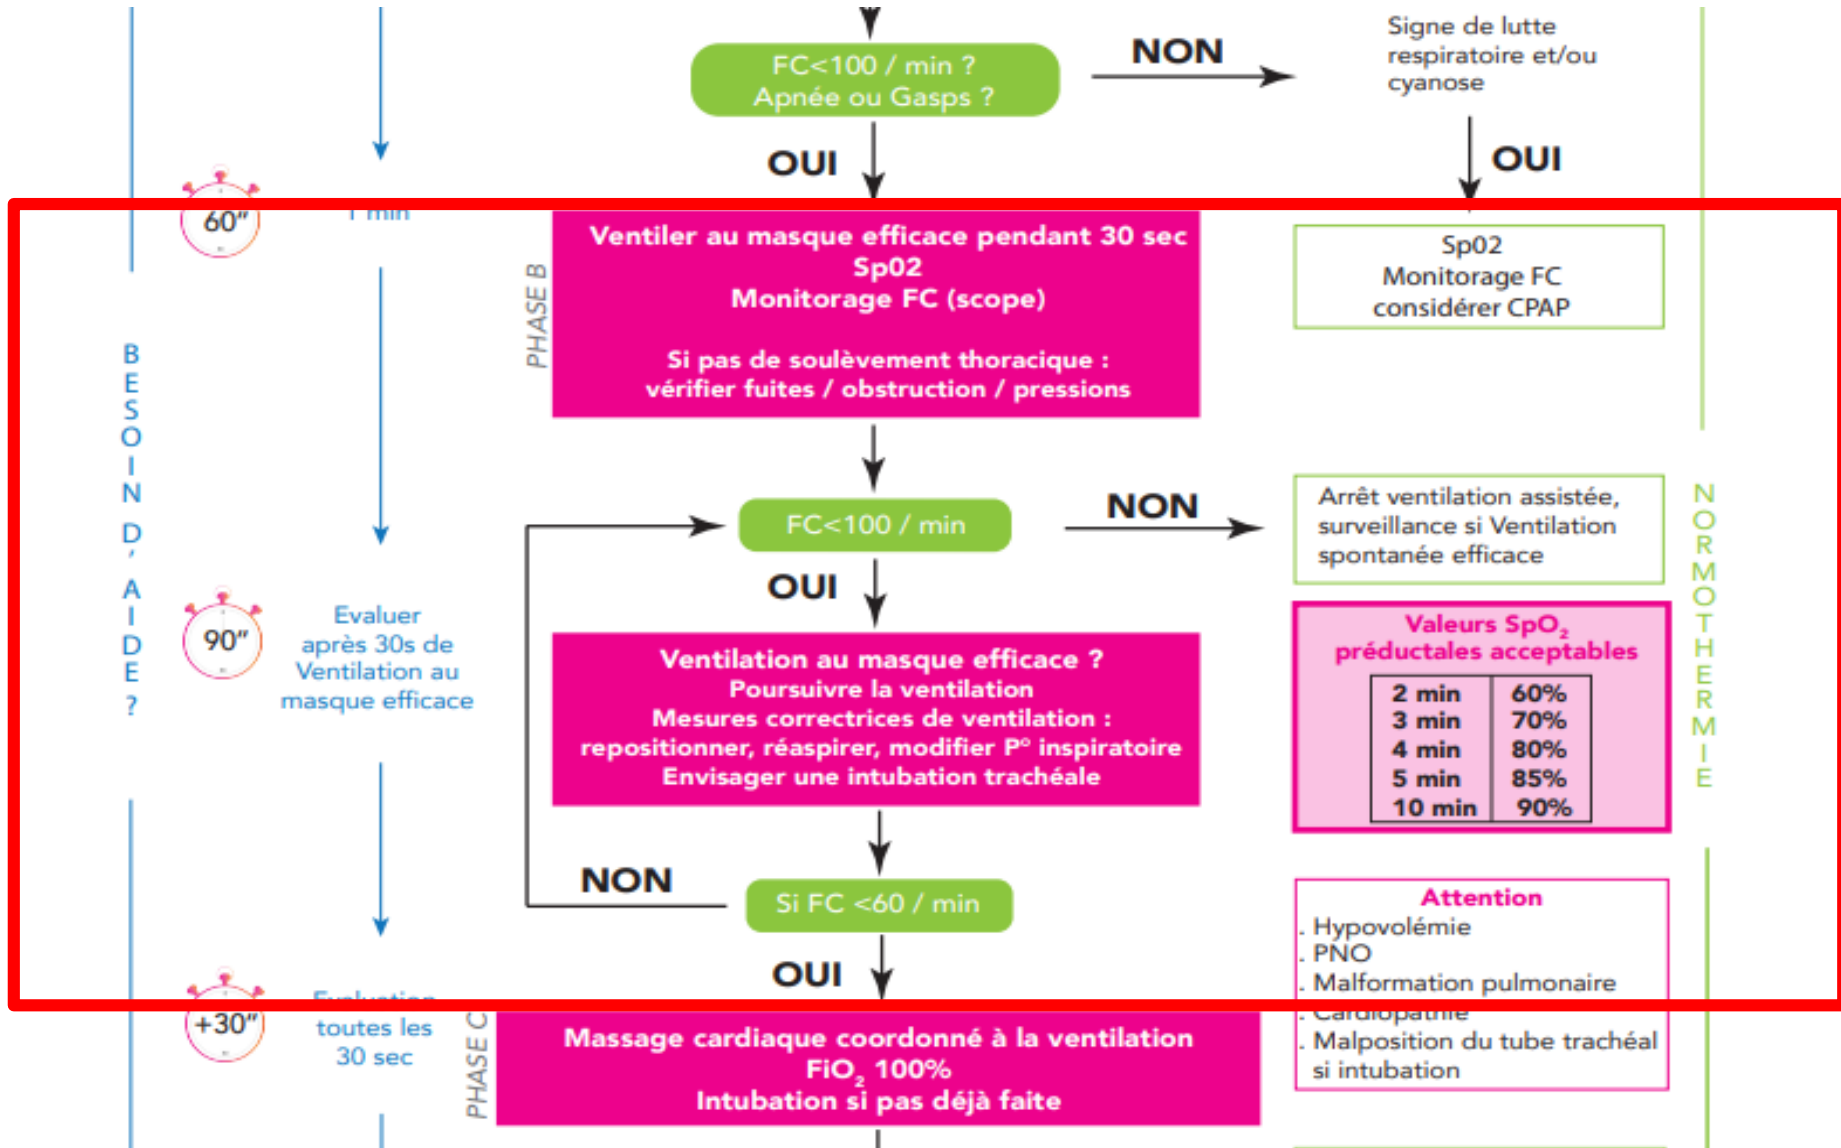 FC<100 / min ?
Apnée ou Gasps ?
NON
Signe de lutte
respiratoire et/ou
cyanose
OUI
OUI
60”
1 min
PHASE B
Ventiler au masque efficace pendant 30 sec
Sp02
Monitorage FC (scope)
Si pas de soulèvement thoracique :
vérifier fuites / obstruction / pressions
Sp02
Monitorage FC
considérer CPAP
BESOIN D’ AIDE ?
FC<100 / min
NON
Arrêt ventilation assistée,
surveillance si Ventilation
spontanée efficace
NORMOTHERMIE
OUI
90”
Evaluer
après 30s de
Ventilation au
masque efficace
Ventilation au masque efficace ?
Poursuivre la ventilation
Mesures correctrices de ventilation :
repositionner, réaspirer, modifier P° inspiratoire
Envisager une intubation trachéale
Valeurs SpO₂
préductales acceptables
2 min 60%
3 min 70%
4 min 80%
5 min 85%
10 min 90%
NON
Si FC <60 / min
OUI
Attention
. Hypovolémie
. PNO
. Malformation pulmonaire
. Cardiopathie
. Malposition du tube trachéal
si intubation
+30”
Evaluation
toutes les
30 sec
PHASE C
Massage cardiaque coordonné à la ventilation
FiO₂ 100%
Intubation si pas déjà faite